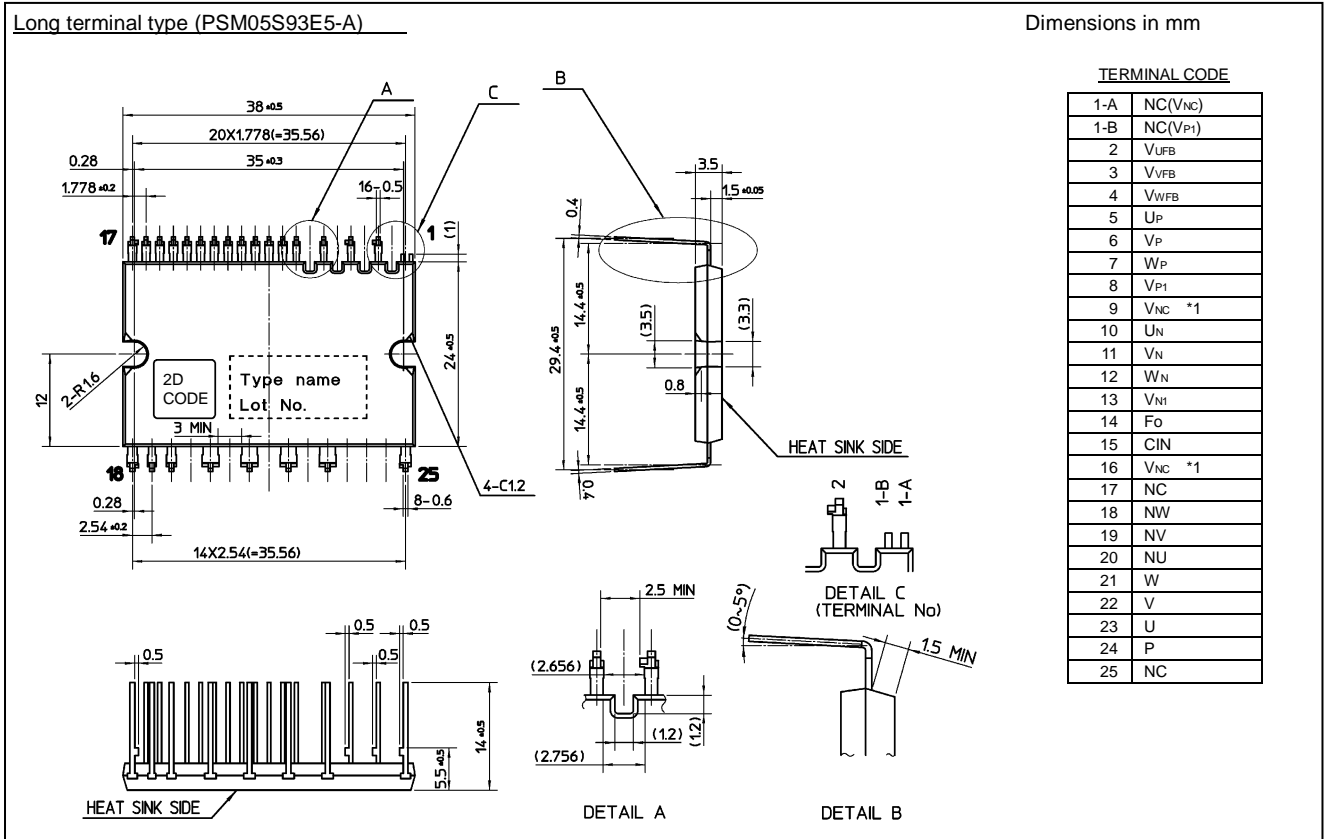 Long terminal type (PSM05S93E5-A)
Dimensions in mm
A
C
B
38 ±0.5
20X1.778(=35.56)
35 ±0.3
0.28
1.778 ±0.2
16-0.5
17
1
(1)
2-R1.6
12
24 ±0.5
2D
CODE
Type name
Lot No.
3 MIN
18
25
0.28
2.54 ±0.2
8-0.6
4-C1.2
14X2.54(=35.56)
3.5
1.5 ±0.05
0.4
29.4 ±0.5
14.4 ±0.5
14.4 ±0.5
(3.5)
(3.3)
0.8
0.4
HEAT SINK SIDE
2
1-B
1-A
DETAIL C
(TERMINAL No)
0.5
0.5
0.5
0.5
14 ±0.5
5.5 ±0.5
HEAT SINK SIDE
2.5 MIN
(2.656)
(1.2)
(1.2)
(2.756)
DETAIL A
(0~5°)
1.5 MIN
DETAIL B
TERMINAL CODE
1-A NC(VNC)
1-B NC(VP1)
2 VUFB
3 VVFB
4 VWFB
5 UP
6 VP
7 WP
8 VP1
9 VNC *1
10 UN
11 VN
12 WN
13 VN1
14 Fo
15 CIN
16 VNC *1
17 NC
18 NW
19 NV
20 NU
21 W
22 V
23 U
24 P
25 NC